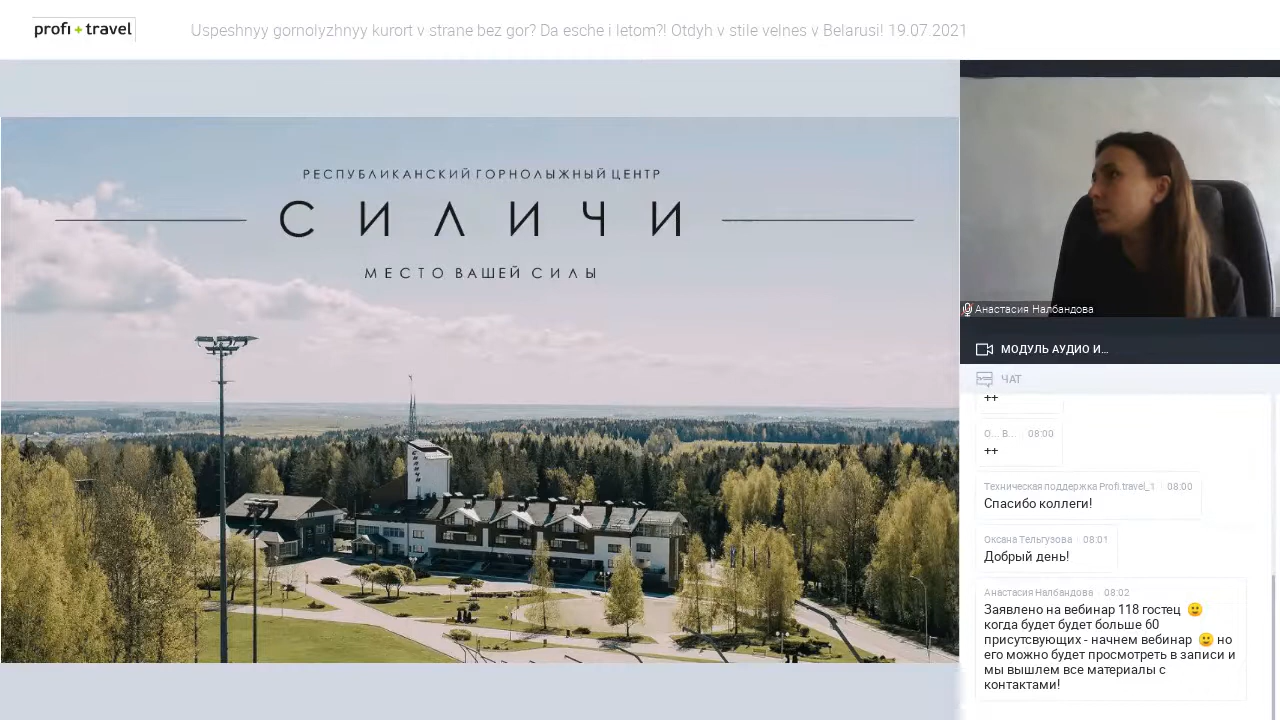 profi + travel
Uspeshnyy gornolyzhnyy kurort v strane bez gor? Da esche i letom?! Otdyh v stile velnes v Belarusi! 19.07.2021
РЕСПУБЛИКАНСКИЙ ГОРНОЛЫЖНЫЙ ЦЕНТР
СИЛИЧИ
МЕСТО ВАШЕЙ СИЛЫ
СИЛИЧИ
Анастасия Налбандова
МОДУЛЬ АУДИО И...
ЧАТ
++
О... В... 08:00
++
Техническая поддержка Profi.travel_1 08:00
Спасибо коллеги!
Оксана Тельгузова 08:01
Добрый день!
Анастасия Налбандова 08:02
Заявлено на вебинар 118 гостец 🙂
когда будет будет больше 60
присутсвующих - начнем вебинар 🙂 но
его можно будет просмотреть в записи и
мы вышлем все материалы с
контактами!